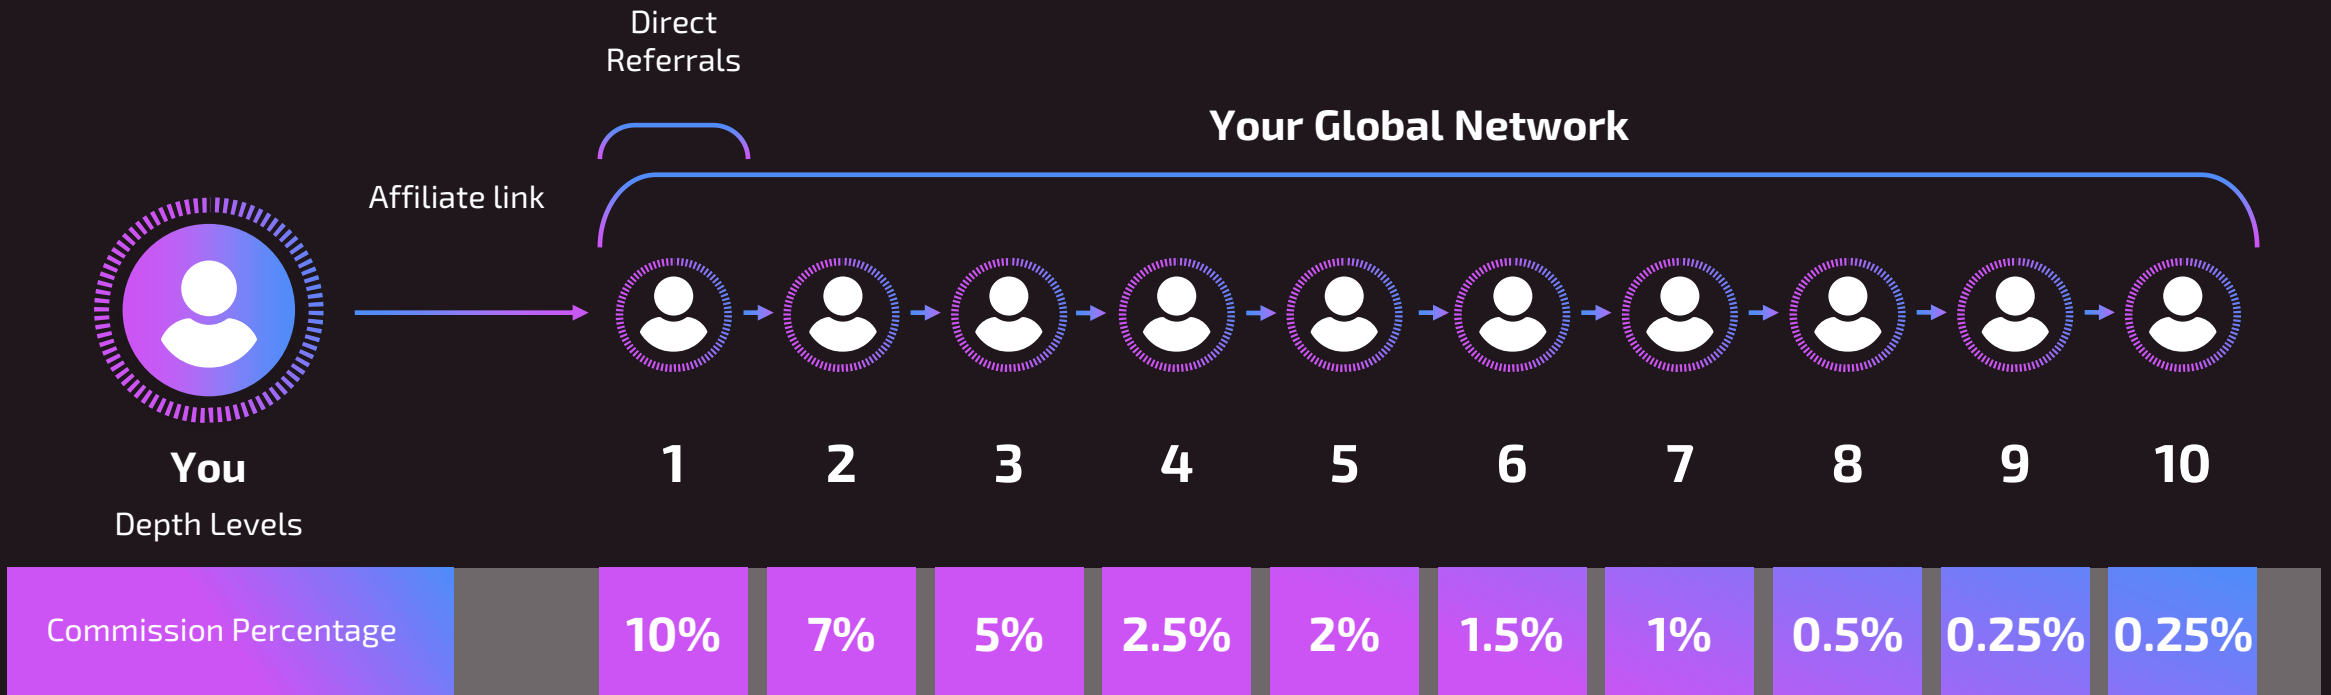 Direct
Referrals
Your Global Network
Affiliate link
You
1 2 3 4 5 6 7 8 9 10
Depth Levels
Commission Percentage 10% 7% 5% 2.5% 2% 1.5% 1% 0.5% 0.25% 0.25%